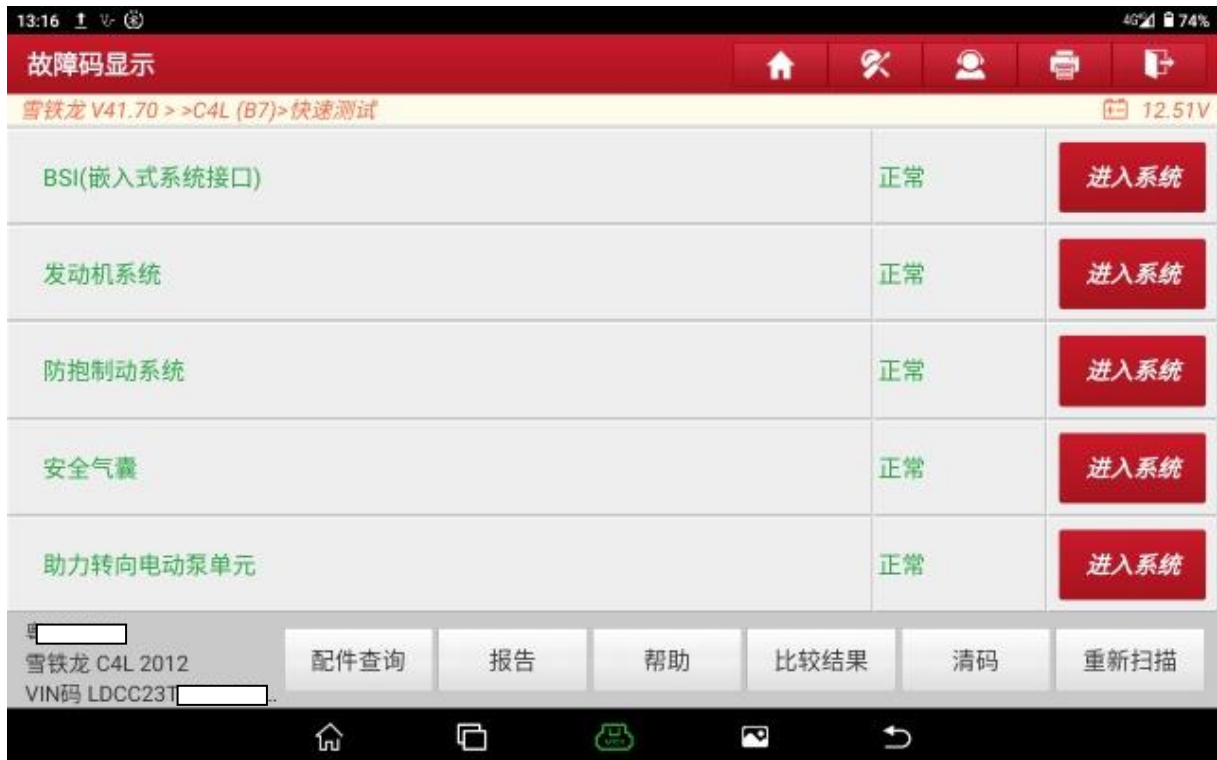 13:16
4G 74%
故障码显示
雪铁龙 V41.70 > >C4L (B7)>快速测试
12.51V
BSI(嵌入式系统接口) 正常 进入系统
发动机系统 正常 进入系统
防抱制动系统 正常 进入系统
安全气囊 正常 进入系统
助力转向电动泵单元 正常 进入系统
雪铁龙 C4L 2012
VIN码 LDCC23T
配件查询 报告 帮助 比较结果 清码 重新扫描
VCI